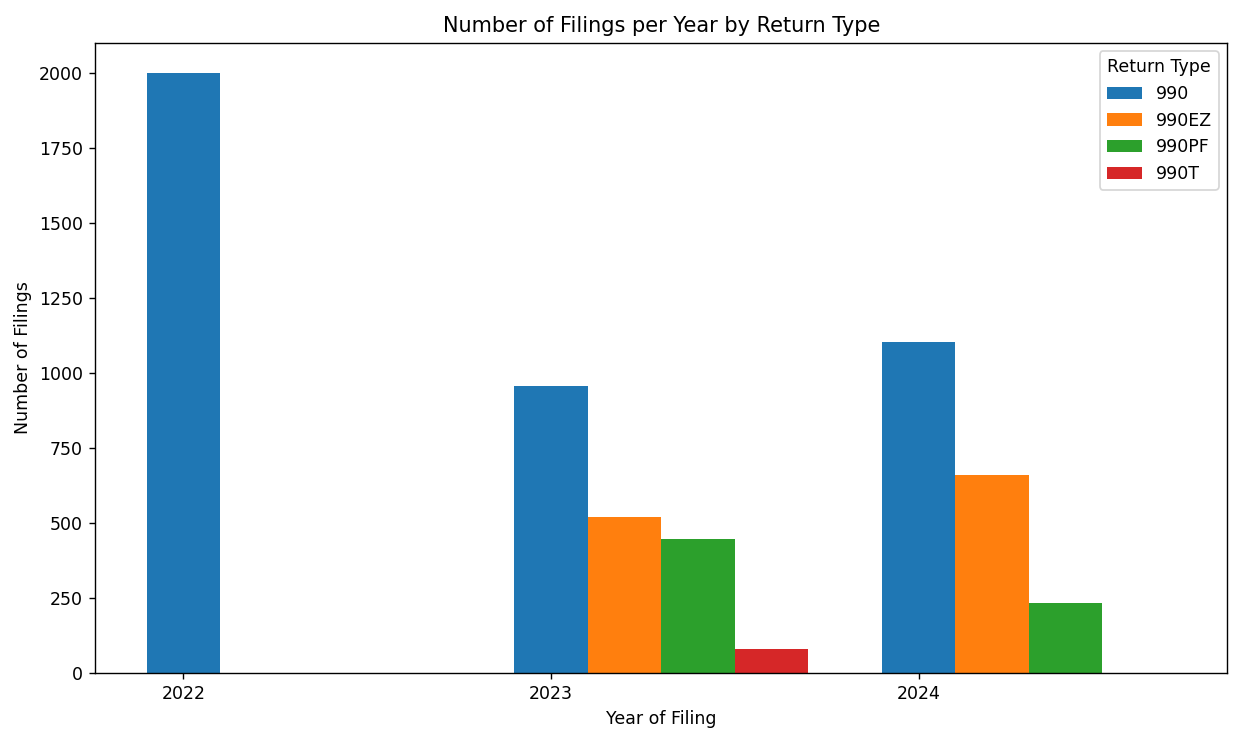 Number of Filings per Year by Return Type
Return Type
990
990EZ
990PF
990T
2000
1750
1500
1250
1000
750
500
250
0
Number of Filings
2022
2023
2024
Year of Filing